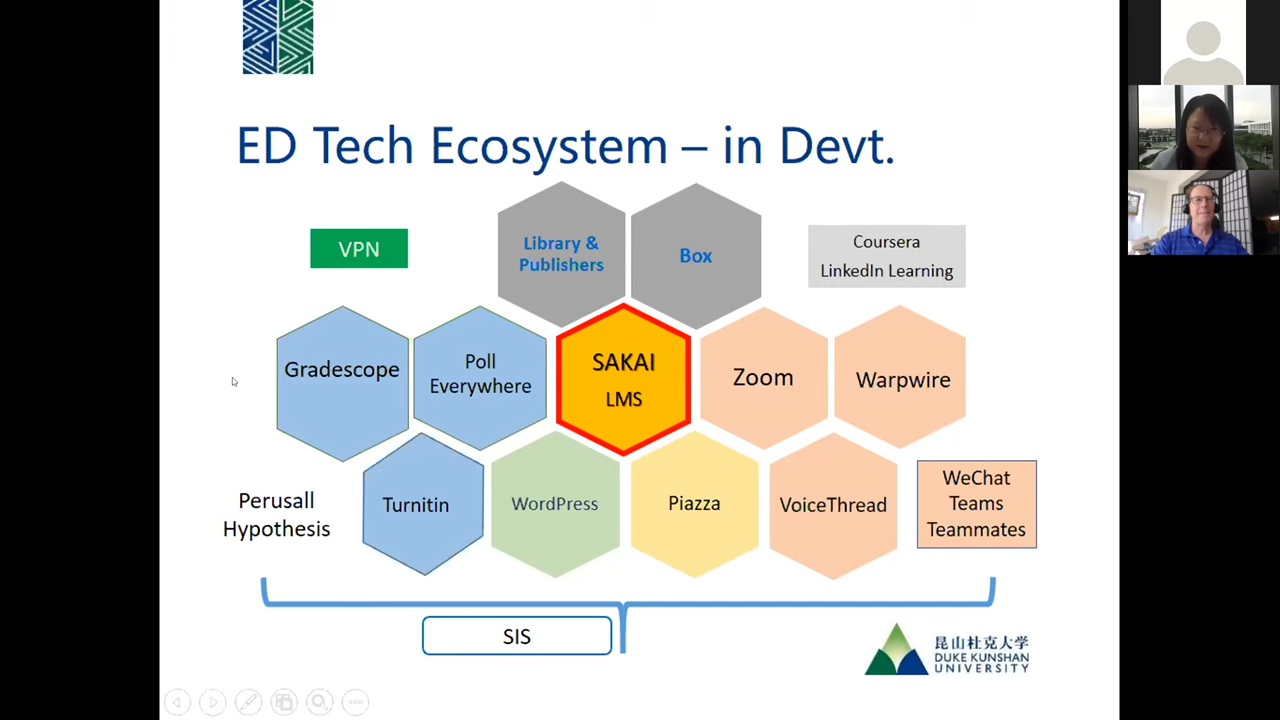 ED Tech Ecosystem – in Devt.
VPN
Library &
Publishers
Box
Coursera
LinkedIn Learning
Gradescope
Poll
Everywhere
SAKAI
LMS
Zoom
Warpwire
Perusall
Hypothesis
Turnitin
WordPress
Piazza
VoiceThread
WeChat
Teams
Teammates
SIS
昆山杜克大学
DUKE KUNSHAN
UNIVERSITY